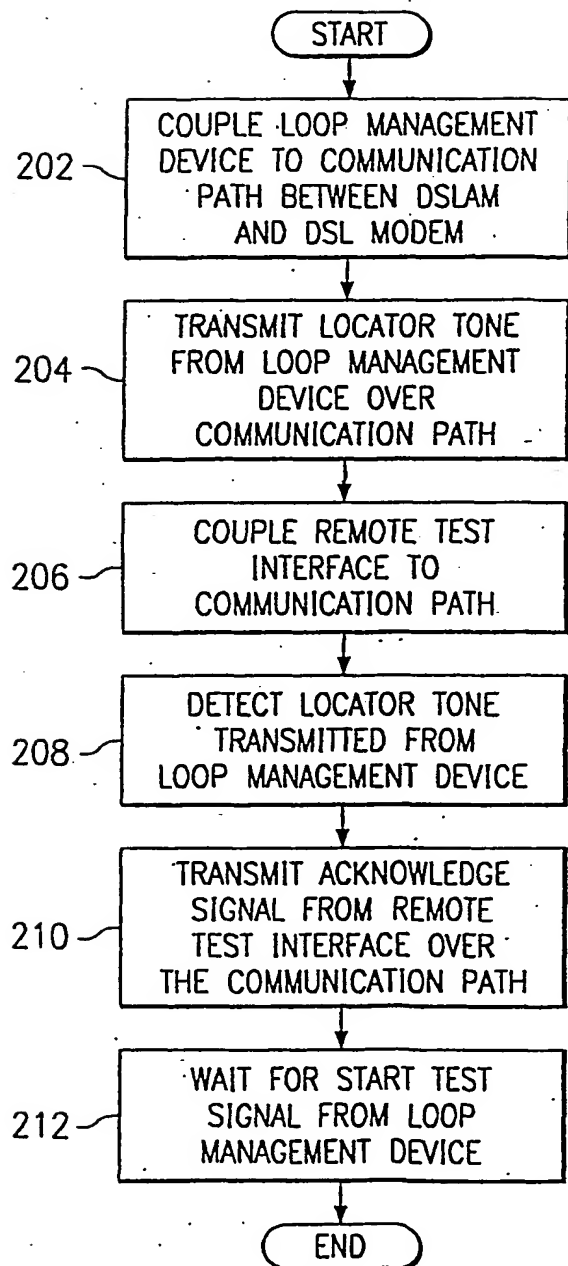 START
202
COUPLE LOOP MANAGEMENT
DEVICE TO COMMUNICATION
PATH BETWEEN DSLAM
AND DSL MODEM
204
TRANSMIT LOCATOR TONE
FROM LOOP MANAGEMENT
DEVICE OVER
COMMUNICATION PATH
206
COUPLE REMOTE TEST
INTERFACE TO
COMMUNICATION PATH
208
DETECT LOCATOR TONE
TRANSMITTED FROM
LOOP MANAGEMENT DEVICE
210
TRANSMIT ACKNOWLEDGE
SIGNAL FROM REMOTE
TEST INTERFACE OVER
THE COMMUNICATION PATH
212
WAIT FOR START TEST
SIGNAL FROM LOOP
MANAGEMENT DEVICE
END